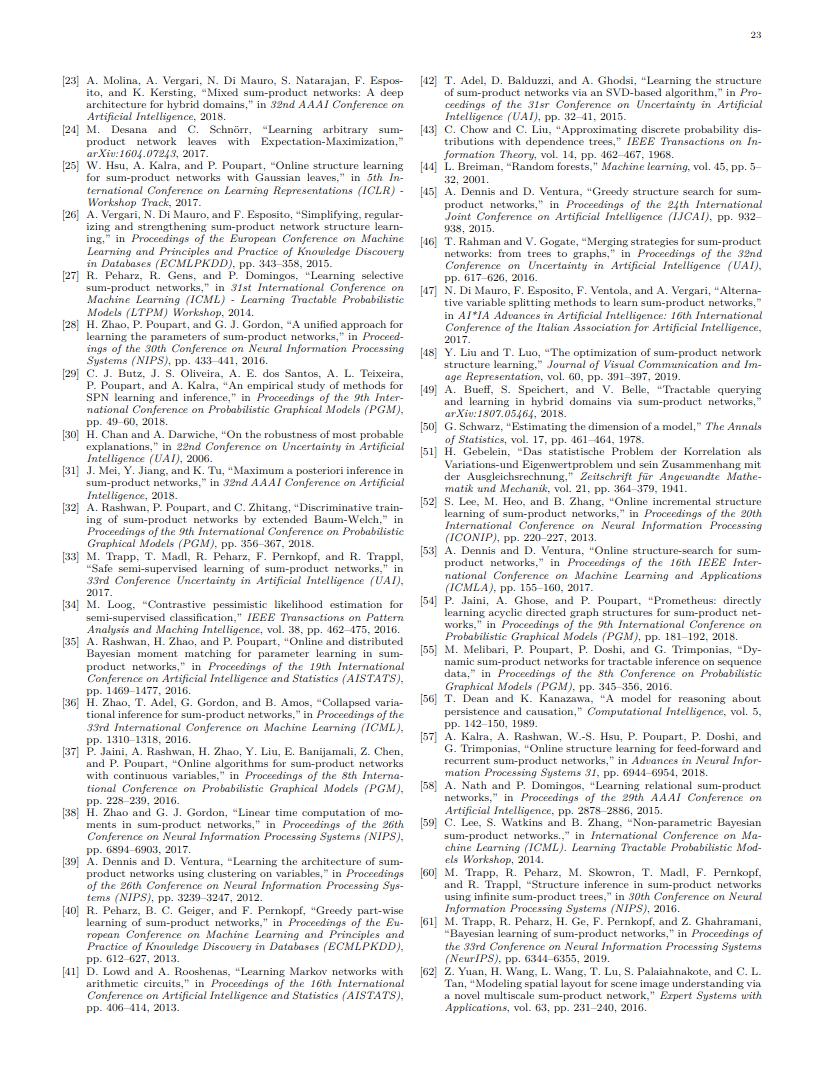 23
[23] A. Molina, A. Vergari, N. Di Mauro, S. Natarajan, F. Espos-
ito, and K. Kersting, “Mixed sum-product networks: A deep
architecture for hybrid domains,” in 32nd AAAI Conference on
Artificial Intelligence, 2018.
[24] M. Desana and C. Schnörr, “Learning arbitrary sum-
product network leaves with Expectation-Maximization,”
arXiv:1604.07243, 2017.
[25] W. Hsu, A. Kalra, and P. Poupart, “Online structure learning
for sum-product networks with Gaussian leaves,” in 5th In-
ternational Conference on Learning Representations (ICLR) -
Workshop Track, 2017.
[26] A. Vergari, N. Di Mauro, and F. Esposito, “Simplifying, regular-
izing and strengthening sum-product network structure learn-
ing,” in Proceedings of the European Conference on Machine
Learning and Principles and Practice of Knowledge Discovery
in Databases (ECMLPKDD), pp. 343–358, 2015.
[27] R. Peharz, R. Gens, and P. Domingos, “Learning selective
sum-product networks,” in 31st International Conference on
Machine Learning (ICML) - Learning Tractable Probabilistic
Models (LTPM) Workshop, 2014.
[28] H. Zhao, P. Poupart, and G. J. Gordon, “A unified approach for
learning the parameters of sum-product networks,” in Proceed-
ings of the 30th Conference on Neural Information Processing
Systems (NIPS), pp. 433–441, 2016.
[29] C. J. Butz, J. S. Oliveira, A. E. dos Santos, A. L. Teixeira,
P. Poupart, and A. Kalra, “An empirical study of methods for
SPN learning and inference,” in Proceedings of the 9th Inter-
national Conference on Probabilistic Graphical Models (PGM),
pp. 49–60, 2018.
[30] H. Chan and A. Darwiche, “On the robustness of most probable
explanations,” in 22nd Conference on Uncertainty in Artificial
Intelligence (UAI), 2006.
[31] J. Mei, Y. Jiang, and K. Tu, “Maximum a posteriori inference in
sum-product networks,” in 32nd AAAI Conference on Artificial
Intelligence, 2018.
[32] A. Rashwan, P. Poupart, and C. Zhitang, “Discriminative train-
ing of sum-product networks by extended Baum-Welch,” in
Proceedings of the 9th International Conference on Probabilistic
Graphical Models (PGM), pp. 356–367, 2018.
[33] M. Trapp, T. Madl, R. Peharz, F. Pernkopf, and R. Trappl,
“Safe semi-supervised learning of sum-product networks,” in
33rd Conference Uncertainty in Artificial Intelligence (UAI),
2017.
[34] M. Loog, “Contrastive pessimistic likelihood estimation for
semi-supervised classification,” IEEE Transactions on Pattern
Analysis and Maching Intelligence, vol. 38, pp. 462–475, 2016.
[35] A. Rashwan, H. Zhao, and P. Poupart, “Online and distributed
Bayesian moment matching for parameter learning in sum-
product networks,” in Proceedings of the 19th International
Conference on Artificial Intelligence and Statistics (AISTATS),
pp. 1469–1477, 2016.
[36] H. Zhao, T. Adel, G. Gordon, and B. Amos, “Collapsed varia-
tional inference for sum-product networks,” in Proceedings of the
33rd International Conference on Machine Learning (ICML),
pp. 1310–1318, 2016.
[37] P. Jaini, A. Rashwan, H. Zhao, Y. Liu, E. Banijamali, Z. Chen,
and P. Poupart, “Online algorithms for sum-product networks
with continuous variables,” in Proceedings of the 8th Interna-
tional Conference on Probabilistic Graphical Models (PGM),
pp. 228–239, 2016.
[38] H. Zhao and G. J. Gordon, “Linear time computation of mo-
ments in sum-product networks,” in Proceedings of the 26th
Conference on Neural Information Processing Systems (NIPS),
pp. 6894–6903, 2017.
[39] A. Dennis and D. Ventura, “Learning the architecture of sum-
product networks using clustering on variables,” in Proceedings
of the 26th Conference on Neural Information Processing Sys-
tems (NIPS), pp. 3239–3247, 2012.
[40] R. Peharz, B. C. Geiger, and F. Pernkopf, “Greedy part-wise
learning of sum-product networks,” in Proceedings of the Eu-
ropean Conference on Machine Learning and Principles and
Practice of Knowledge Discovery in Databases (ECMLPKDD),
pp. 612–627, 2013.
[41] D. Lowd and A. Rooshenas, “Learning Markov networks with
arithmetic circuits,” in Proceedings of the 16th International
Conference on Artificial Intelligence and Statistics (AISTATS),
pp. 406–414, 2013.
[42] T. Adel, D. Balduzzi, and A. Ghodsi, “Learning the structure
of sum-product networks via an SVD-based algorithm,” in Pro-
ceedings of the 31sr Conference on Uncertainty in Artificial
Intelligence (UAI), pp. 32–41, 2015.
[43] C. Chow and C. Liu, “Approximating discrete probability dis-
tributions with dependence trees,” IEEE Transactions on In-
formation Theory, vol. 14, pp. 462–467, 1968.
[44] L. Breiman, “Random forests,” Machine learning, vol. 45, pp. 5–
32, 2001.
[45] A. Dennis and D. Ventura, “Greedy structure search for sum-
product networks,” in Proceedings of the 24th International
Joint Conference on Artificial Intelligence (IJCAI), pp. 932–
938, 2015.
[46] T. Rahman and V. Gogate, “Merging strategies for sum-product
networks: from trees to graphs,” in Proceedings of the 32nd
Conference on Uncertainty in Artificial Intelligence (UAI),
pp. 617–626, 2016.
[47] N. Di Mauro, F. Esposito, F. Ventola, and A. Vergari, “Alterna-
tive variable splitting methods to learn sum-product networks,”
in AI*IA Advances in Artificial Intelligence: 16th International
Conference of the Italian Association for Artificial Intelligence,
2017.
[48] Y. Liu and T. Luo, “The optimization of sum-product network
structure learning,” Journal of Visual Communication and Im-
age Representation, vol. 60, pp. 391–397, 2019.
[49] A. Bueff, S. Speichert, and V. Belle, “Tractable querying
and learning in hybrid domains via sum-product networks,”
arXiv:1807.05464, 2018.
[50] G. Schwarz, “Estimating the dimension of a model,” The Annals
of Statistics, vol. 17, pp. 461–464, 1978.
[51] H. Gebelein, “Das statistische Problem der Korrelation als
Variations-und Eigenwertproblem und sein Zusammenhang mit
der Ausgleichsrechnung,” Zeitschrift für Angewandte Mathe-
matik und Mechanik, vol. 21, pp. 364–379, 1941.
[52] S. Lee, M. Heo, and B. Zhang, “Online incremental structure
learning of sum-product networks,” in Proceedings of the 20th
International Conference on Neural Information Processing
(ICONIP), pp. 220–227, 2013.
[53] A. Dennis and D. Ventura, “Online structure-search for sum-
product networks,” in Proceedings of the 16th IEEE Inter-
national Conference on Machine Learning and Applications
(ICMLA), pp. 155–160, 2017.
[54] P. Jaini, A. Ghose, and P. Poupart, “Prometheus: directly
learning acyclic directed graph structures for sum-product net-
works,” in Proceedings of the 9th International Conference on
Probabilistic Graphical Models (PGM), pp. 181–192, 2018.
[55] M. Melibari, P. Poupart, P. Doshi, and G. Trimponias, “Dy-
namic sum-product networks for tractable inference on sequence
data,” in Proceedings of the 8th Conference on Probabilistic
Graphical Models (PGM), pp. 345–356, 2016.
[56] T. Dean and K. Kanazawa, “A model for reasoning about
persistence and causation,” Computational Intelligence, vol. 5,
pp. 142–150, 1989.
[57] A. Kalra, A. Rashwan, W.-S. Hsu, P. Poupart, P. Doshi, and
G. Trimponias, “Online structure learning for feed-forward and
recurrent sum-product networks,” in Advances in Neural Infor-
mation Processing Systems 31, pp. 6944–6954, 2018.
[58] A. Nath and P. Domingos, “Learning relational sum-product
networks,” in Proceedings of the 29th AAAI Conference on
Artificial Intelligence, pp. 2878–2886, 2015.
[59] C. Lee, S. Watkins and B. Zhang, “Non-parametric Bayesian
sum-product networks.,” in International Conference on Ma-
chine Learning (ICML). Learning Tractable Probabilistic Mod-
els Workshop, 2014.
[60] M. Trapp, R. Peharz, M. Skowron, T. Madl, F. Pernkopf,
and R. Trappl, “Structure inference in sum-product networks
using infinite sum-product trees,” in 30th Conference on Neural
Information Processing Systems (NIPS), 2016.
[61] M. Trapp, R. Peharz, H. Ge, F. Pernkopf, and Z. Ghahramani,
“Bayesian learning of sum-product networks,” in Proceedings of
the 33rd Conference on Neural Information Processing Systems
(NeurIPS), pp. 6344–6355, 2019.
[62] Z. Yuan, H. Wang, L. Wang, T. Lu, S. Palaiahnakote, and C. L.
Tan, “Modeling spatial layout for scene image understanding via
a novel multiscale sum-product network,” Expert Systems with
Applications, vol. 63, pp. 231–240, 2016.